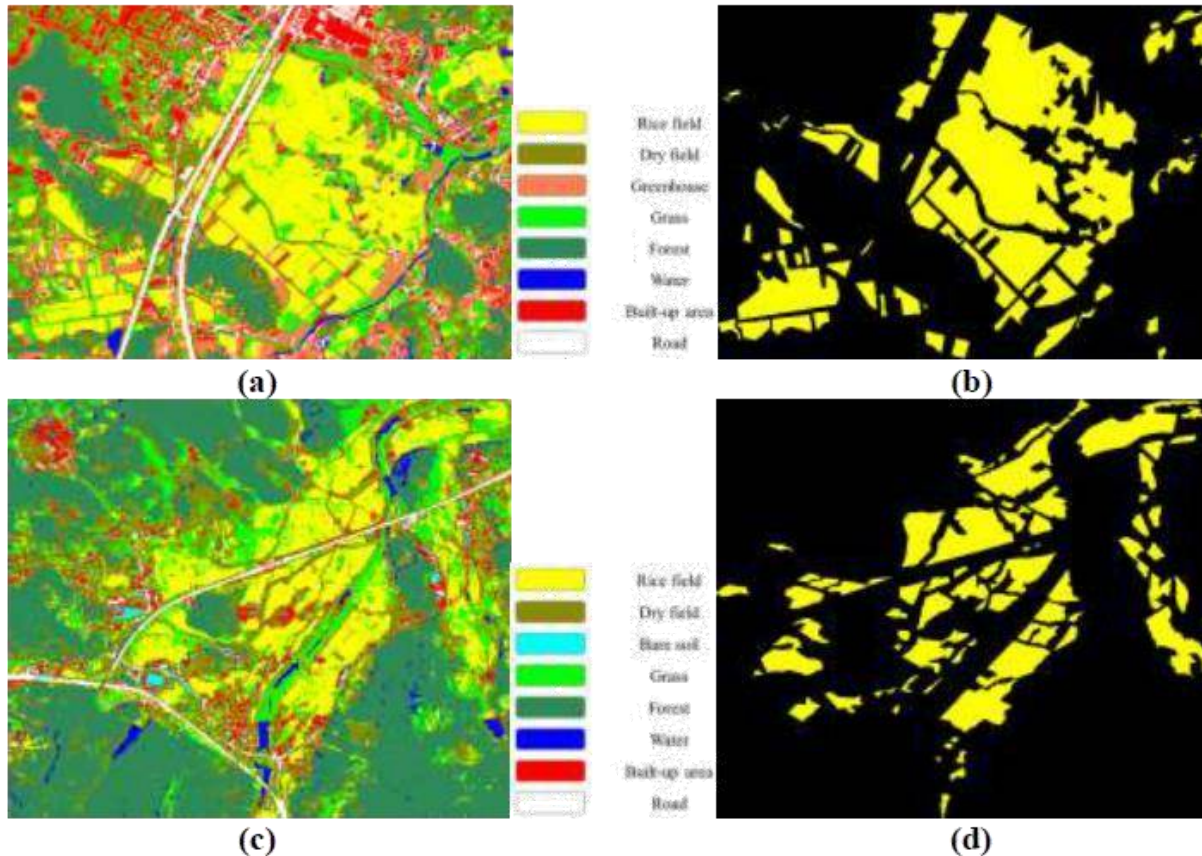 Rice field
Dry field
Greenhouse
Grass
Forest
Water
Built-up area
Road
(a)
(b)
Rice field
Dry field
Bare soil
Grass
Forest
Water
Built-up area
Road
(c)
(d)